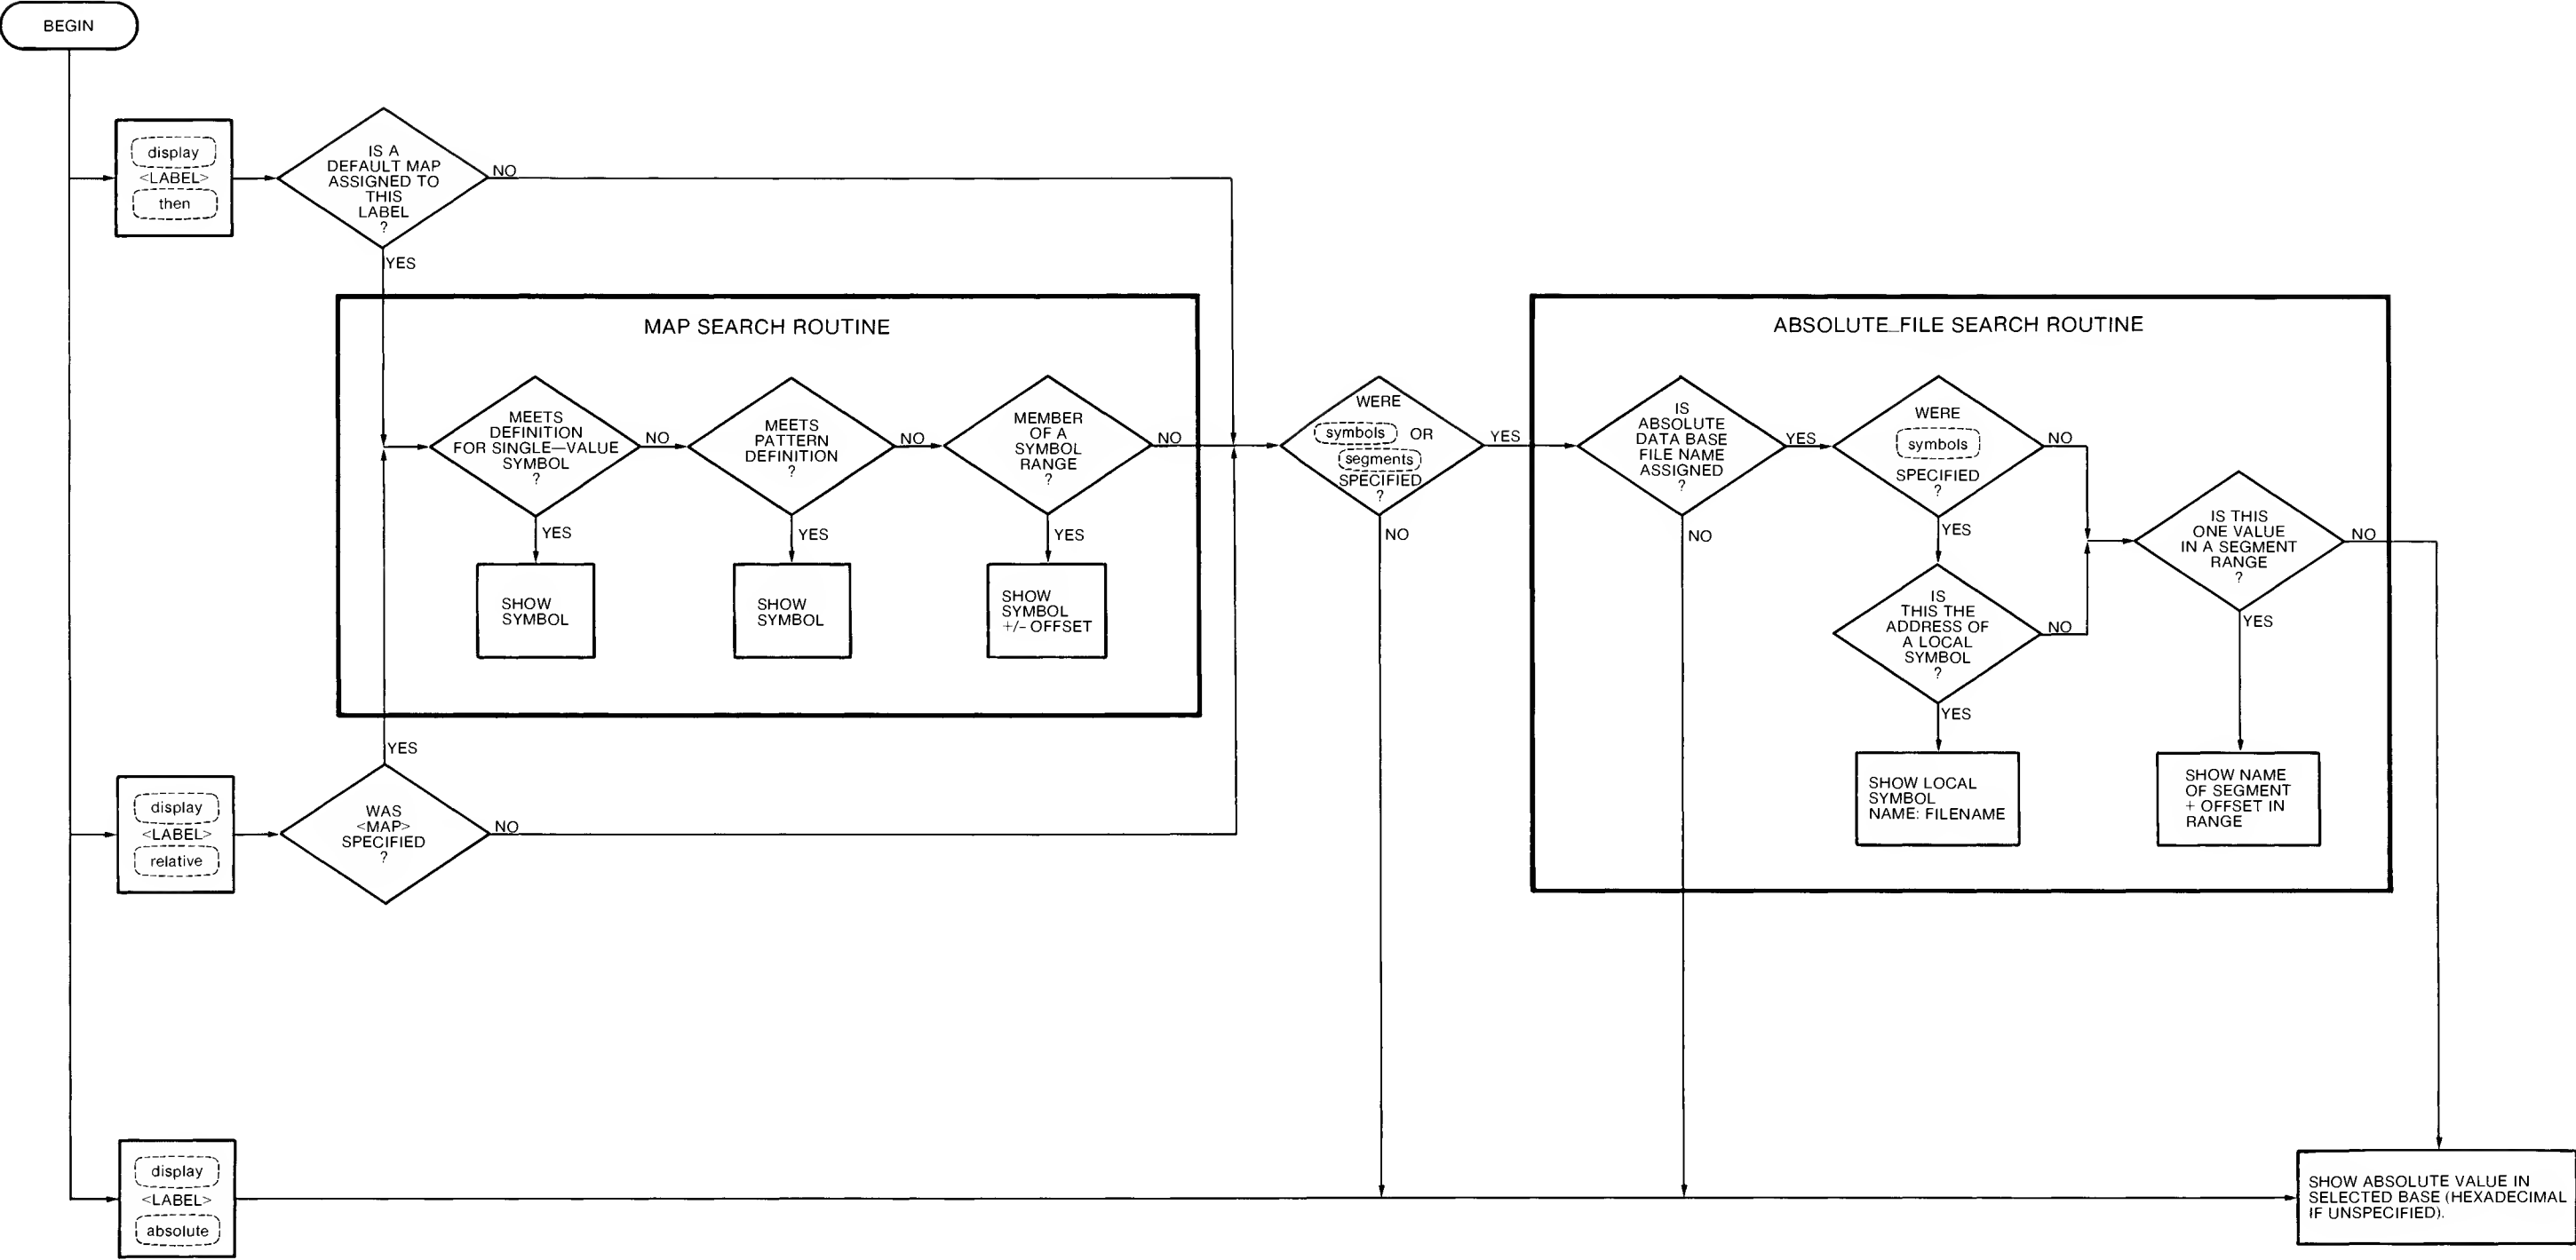 BEGIN
display
<LABEL>
then
IS A
DEFAULT MAP
ASSIGNED TO
THIS
LABEL
?
NO
YES
MAP SEARCH ROUTINE
MEETS
DEFINITION
FOR SINGLE—VALUE
SYMBOL
?
NO
YES
SHOW
SYMBOL
MEETS
PATTERN
DEFINITION
?
NO
YES
SHOW
SYMBOL
MEMBER
OF A
SYMBOL
RANGE
?
NO
YES
SHOW
SYMBOL
+/- OFFSET
WERE
symbols OR
segments
SPECIFIED
?
YES
NO
ABSOLUTE_FILE SEARCH ROUTINE
IS
ABSOLUTE
DATA BASE
FILE NAME
ASSIGNED
?
YES
NO
WERE
symbols
SPECIFIED
?
NO
YES
IS
THIS THE
ADDRESS OF
A LOCAL
SYMBOL
?
NO
YES
SHOW LOCAL
SYMBOL
NAME: FILENAME
IS THIS
ONE VALUE
IN A SEGMENT
RANGE
?
NO
YES
SHOW NAME
OF SEGMENT
+ OFFSET IN
RANGE
display
<LABEL>
relative
YES
WAS
<MAP>
SPECIFIED
?
NO
display
<LABEL>
absolute
SHOW ABSOLUTE VALUE IN
SELECTED BASE (HEXADECIMAL
IF UNSPECIFIED).